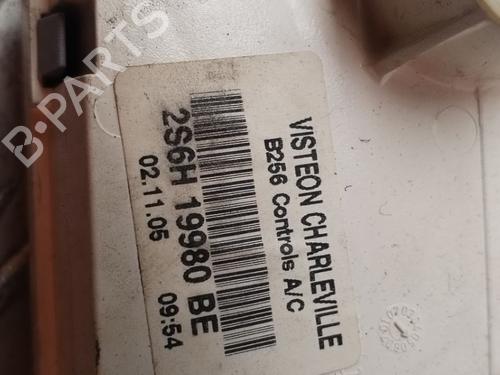 B-PARTS
VISTEON CHARLEVILLE
B256 Controls A/C
2S6H 19980 BE
02.11.05 09:54